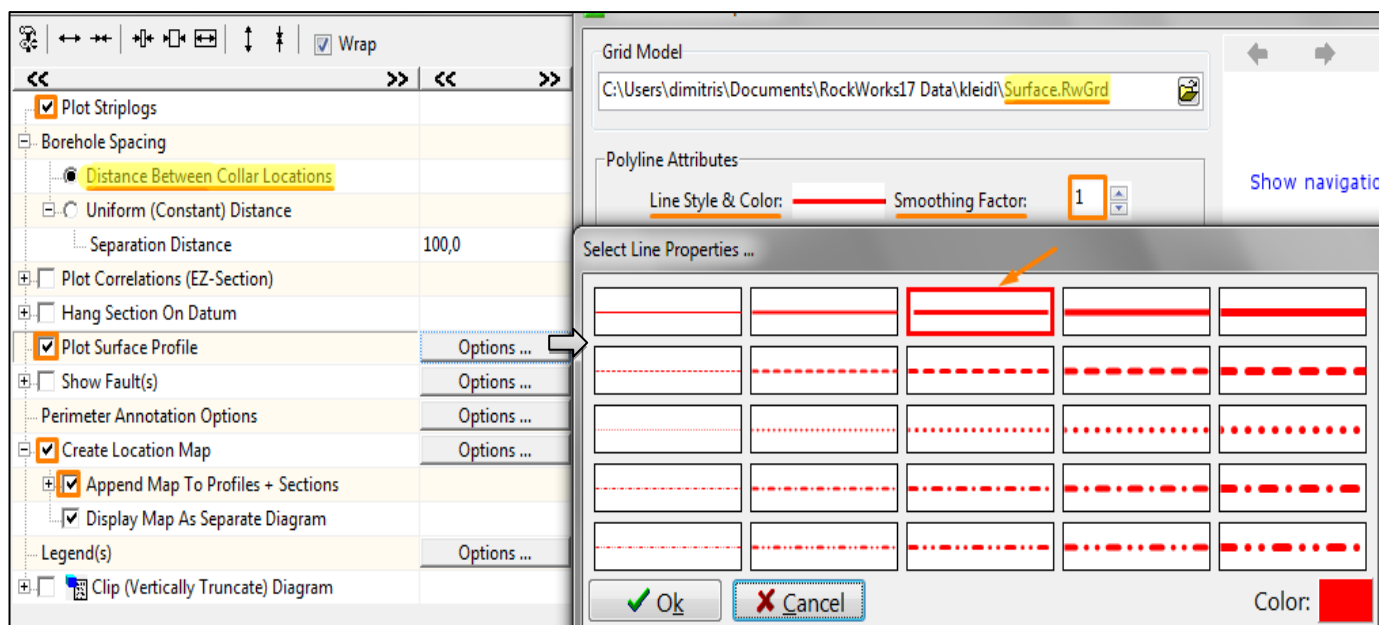 Wrap
<< >> << >>
Plot Striplogs
Borehole Spacing
Distance Between Collar Locations
Uniform (Constant) Distance
Separation Distance 100,0
Plot Correlations (EZ-Section)
Hang Section On Datum
Plot Surface Profile Options ...
Show Fault(s) Options ...
Perimeter Annotation Options Options ...
Create Location Map Options ...
Append Map To Profiles + Sections
Display Map As Separate Diagram
Legend(s) Options ...
Clip (Vertically Truncate) Diagram
Grid Model
C:\Users\dimitris\Documents\RockWorks17 Data\kleidi\Surface.RwGrd
Polyline Attributes
Line Style & Color: Smoothing Factor: 1
Show navigatio
Select Line Properties ...
Ok Cancel Color: